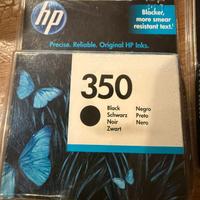 hp
Blacker,
more smear
resistant text.¹
Precise. Reliable. Original HP Inks.
350
Black Negro
Schwarz Preto
Noir Nero
Zwart